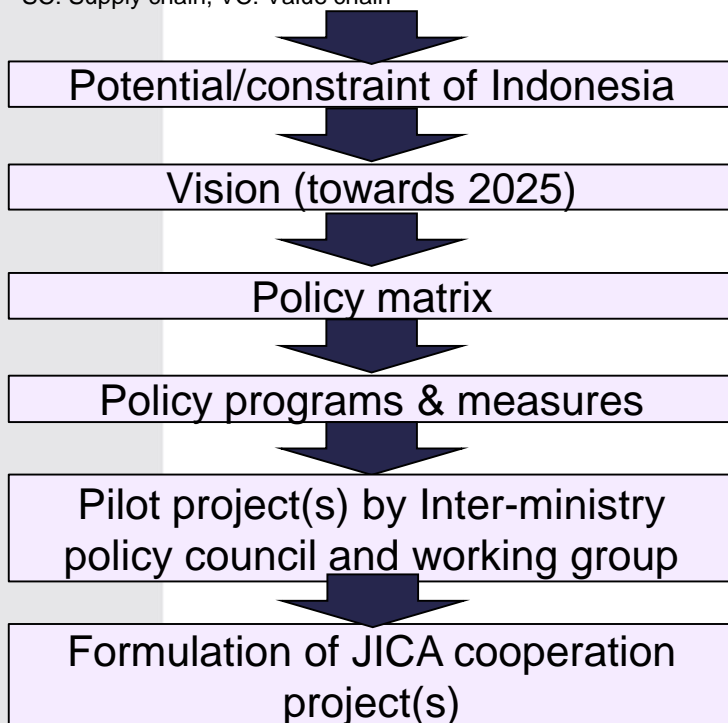 SC: Supply chain, VC: Value chain
Potential/constraint of Indonesia
Vision (towards 2025)
Policy matrix
Policy programs & measures
Pilot project(s) by Inter-ministry
policy council and working group
Formulation of JICA cooperation
project(s)